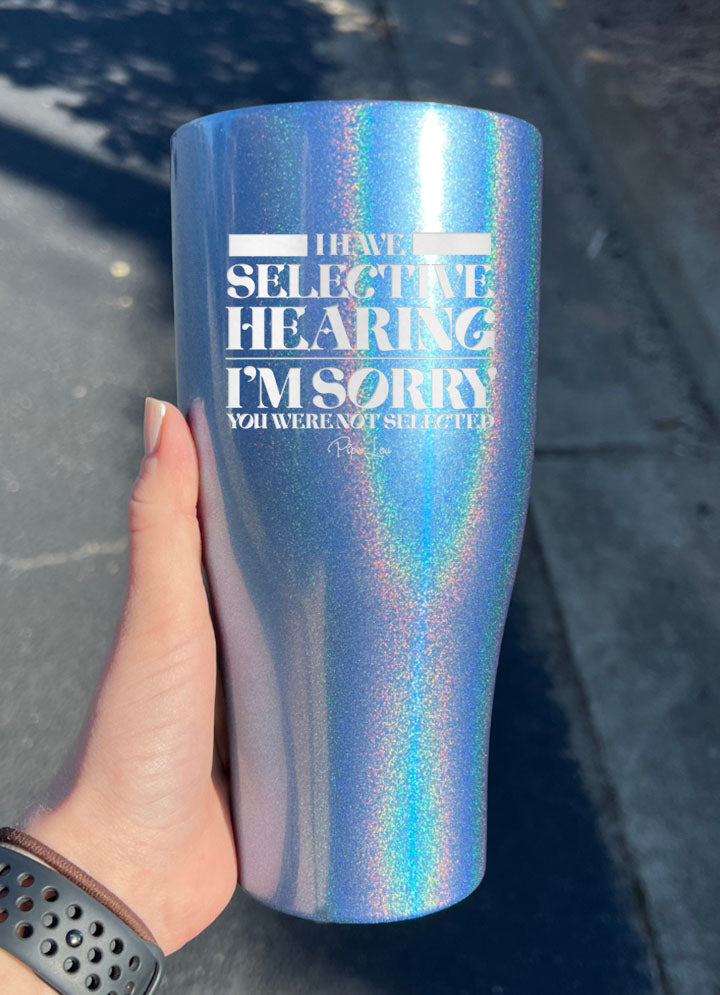 I HAVE
SELECTIVE
HEARING
I'M SORRY
YOU WERE NOT SELECTED
Piper Lou